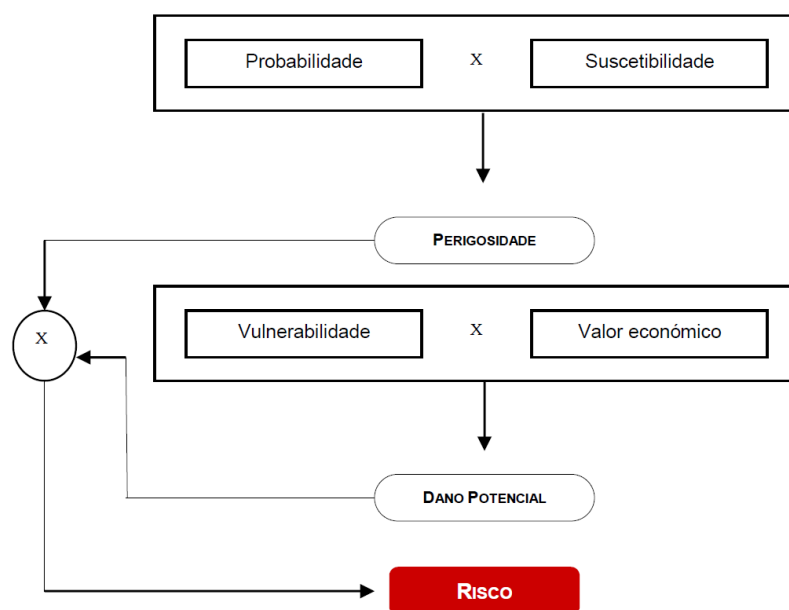 Probabilidade X Suscetibilidade
PERIGOSIDADE
X
Vulnerabilidade X Valor económico
DANO POTENCIAL
RISCO